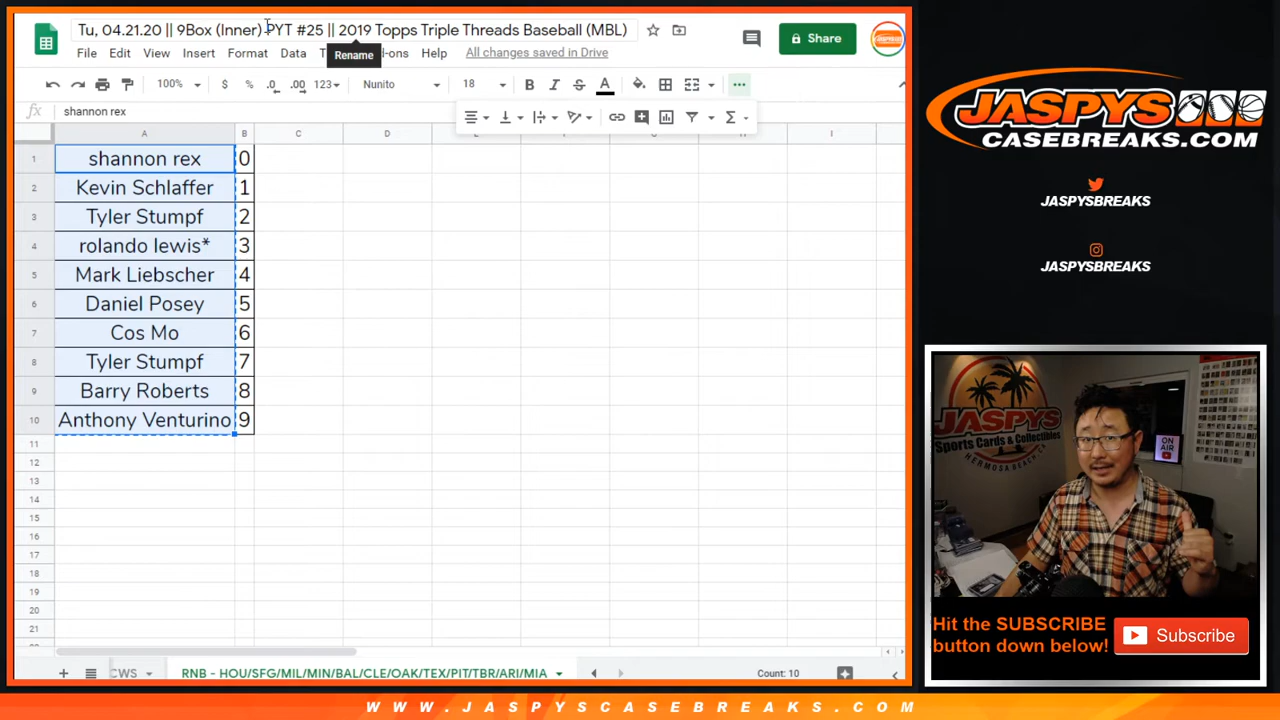 Tu, 04.21.20 || 9Box (Inner) PYT #25 || 2019 Topps Triple Threads Baseball (MBL)
File Edit View Insert Format Data T Rename d-ons Help All changes saved in Drive
Share
100% $ % .0 .00 123 Nunito 18 B I S A
fx shannon rex
A B C D I
1 shannon rex 0
2 Kevin Schlaffer 1
3 Tyler Stumpf 2
4 rolando lewis* 3
5 Mark Liebscher 4
6 Daniel Posey 5
7 Cos Mo 6
8 Tyler Stumpf 7
9 Barry Roberts 8
10 Anthony Venturino 9
11
12
13
14
15
16
17
18
19
20
21
CWS RNB - HOU/SFG/MIL/MIN/BAL/CLE/OAK/TEX/PIT/TBR/ARI/MIA Count: 10
JASPYS
CASEBREAKS.COM
JASPYSBREAKS
JASPYSBREAKS
JASPYS
Sports Cards & Collectibles
HERMOSA BEACH, CA
ON AIR
Hit the SUBSCRIBE
button down below!
Subscribe
WWW.JASPYSCASEBREAKS.COM